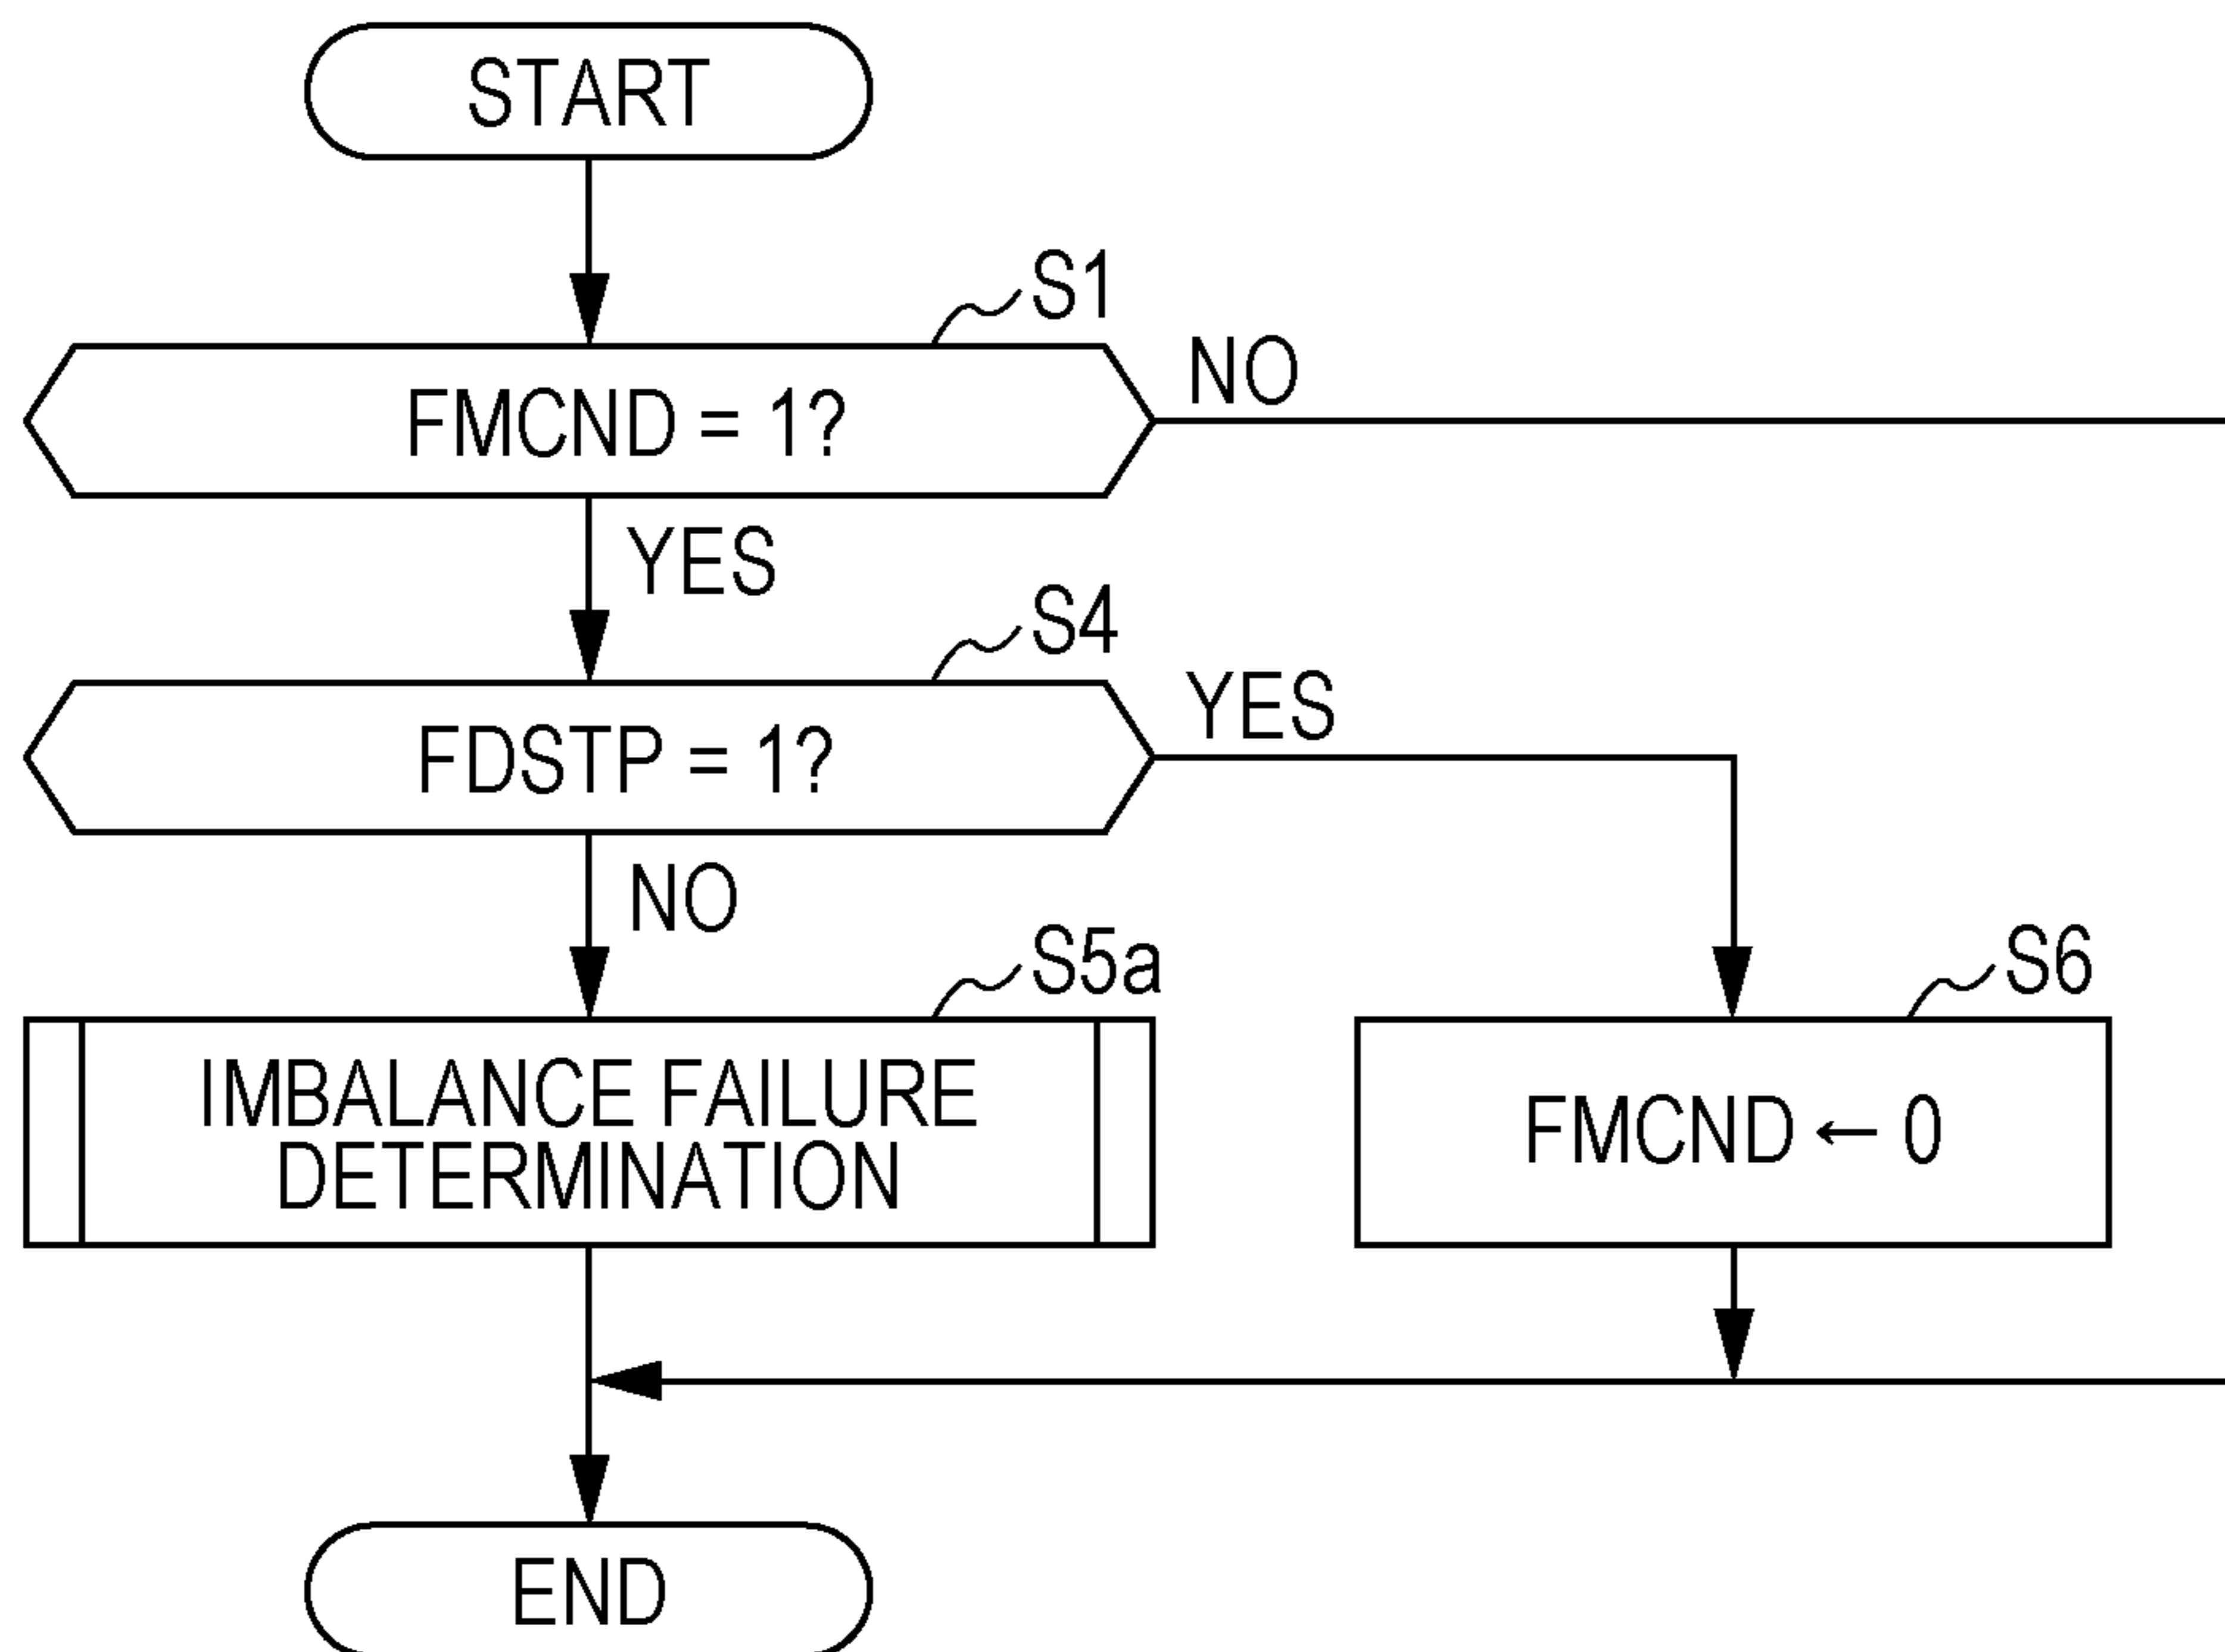 START
S1
FMCND = 1?
NO
YES
S4
FDSTP = 1?
YES
NO
S5a
IMBALANCE FAILURE
DETERMINATION
S6
FMCND ← 0
END